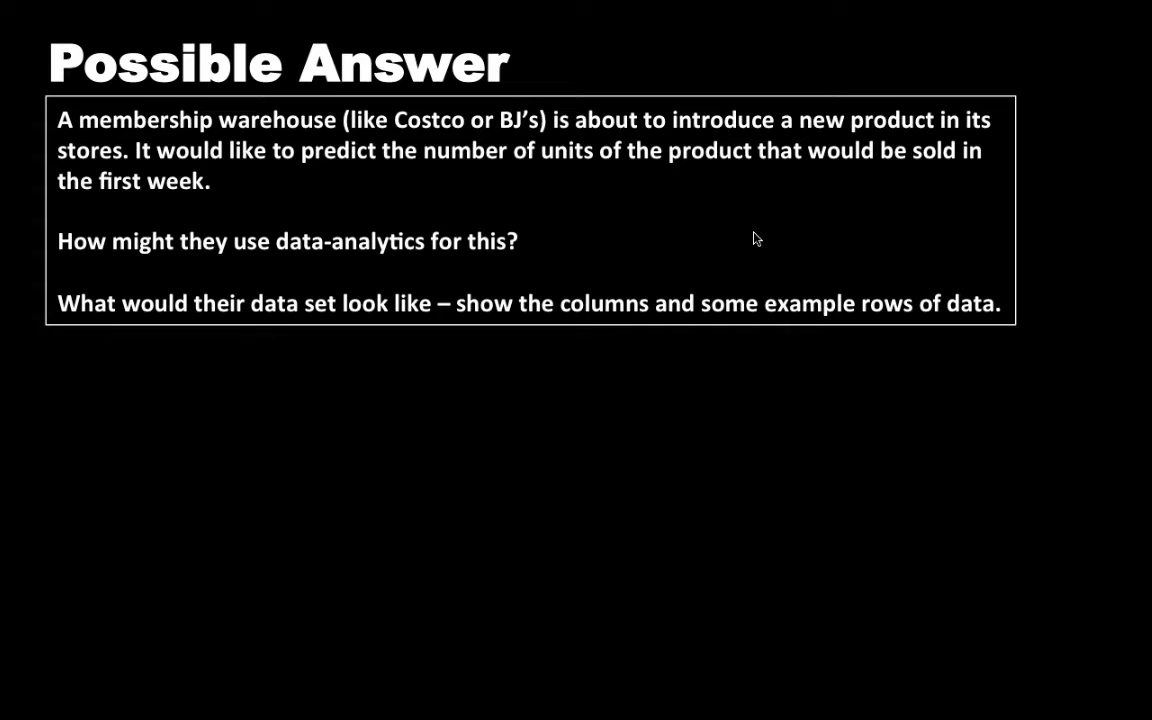 Possible Answer
A membership warehouse (like Costco or BJ’s) is about to introduce a new product in its
stores. It would like to predict the number of units of the product that would be sold in
the first week.
How might they use data-analytics for this?
What would their data set look like – show the columns and some example rows of data.